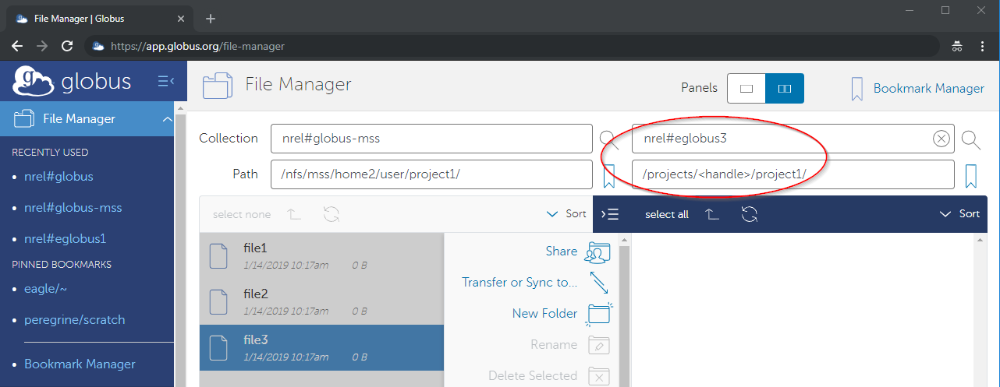 File Manager | Globus
https://app.globus.org/file-manager
g globus
File Manager
Panels
Bookmark Manager
File Manager
RECENTLY USED
nrel#globus
nrel#globus-mss
nrel#eglobus1
PINNED BOOKMARKS
eagle/~
peregrine/scratch
Bookmark Manager
Collection nrel#globus-mss nrel#eglobus3
Path /nfs/mss/home2/user/project1/ /projects/<handle>/project1/
select none Sort select all Sort
file1
1/14/2019 10:17am 0 B
file2
1/14/2019 10:17am 0 B
file3
1/14/2019 10:17am 0 B
Share
Transfer or Sync to...
New Folder
Rename
Delete Selected